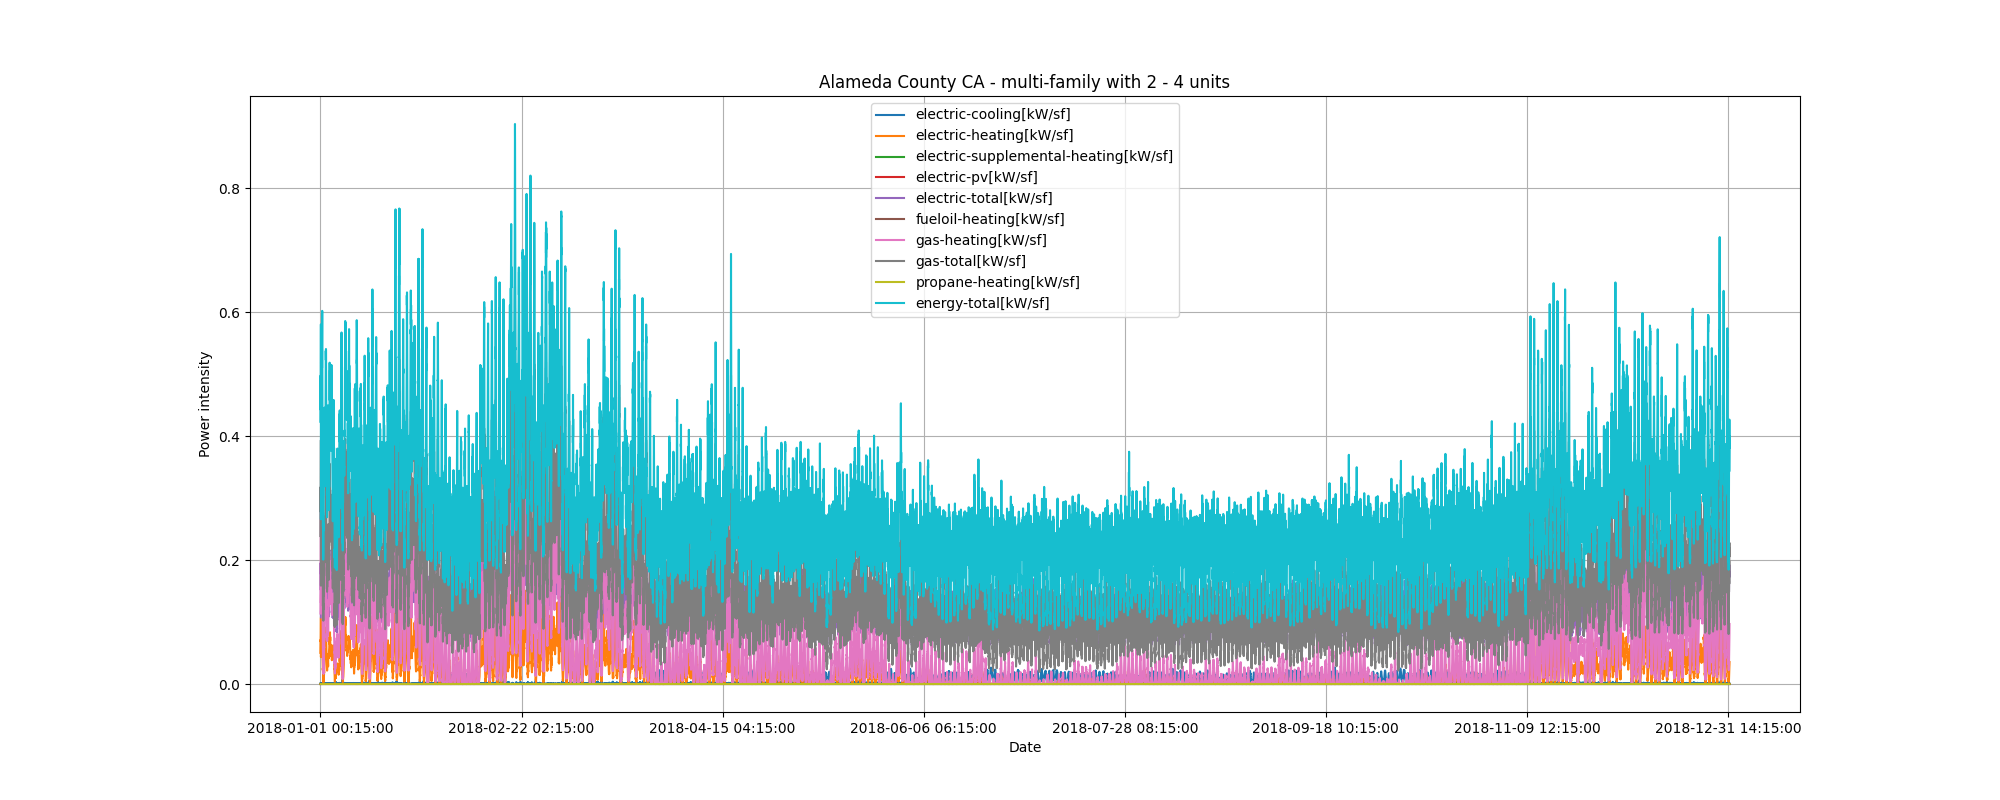 Alameda County CA - multi-family with 2 - 4 units
electric-cooling[kW/sf]
electric-heating[kW/sf]
electric-supplemental-heating[kW/sf]
electric-pv[kW/sf]
electric-total[kW/sf]
fueloil-heating[kW/sf]
gas-heating[kW/sf]
gas-total[kW/sf]
propane-heating[kW/sf]
energy-total[kW/sf]
Power intensity
0.8
0.6
0.4
0.2
0.0
2018-01-01 00:15:00 2018-02-22 02:15:00 2018-04-15 04:15:00 2018-06-06 06:15:00 2018-07-28 08:15:00 2018-09-18 10:15:00 2018-11-09 12:15:00 2018-12-31 14:15:00
Date